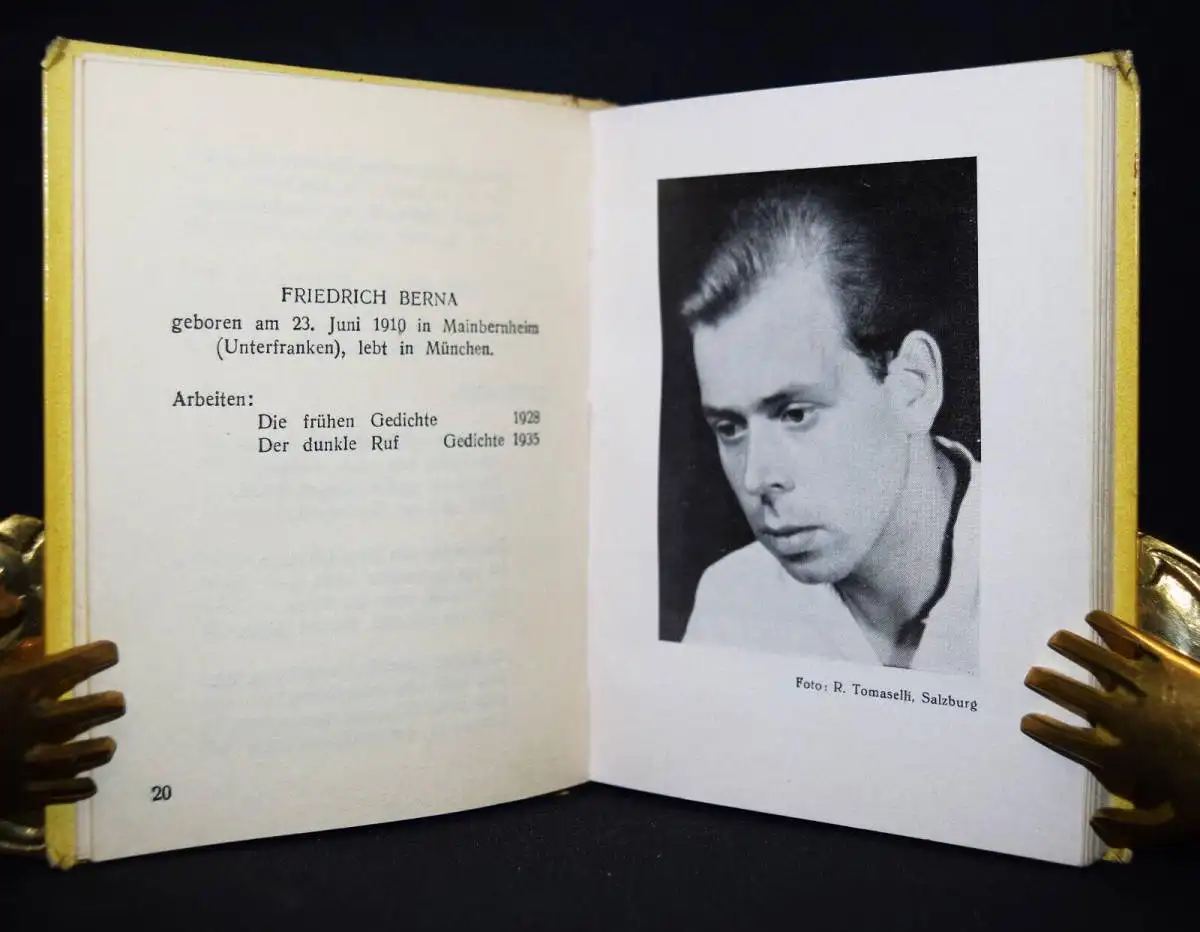 FRIEDRICH BERNA
geboren am 23. Juni 1910 in Mainbernheim
(Unterfranken), lebt in München.
Arbeiten:
Die frühen Gedichte 1928
Der dunkle Ruf Gedichte 1935
20
Foto: R. Tomaselli, Salzburg